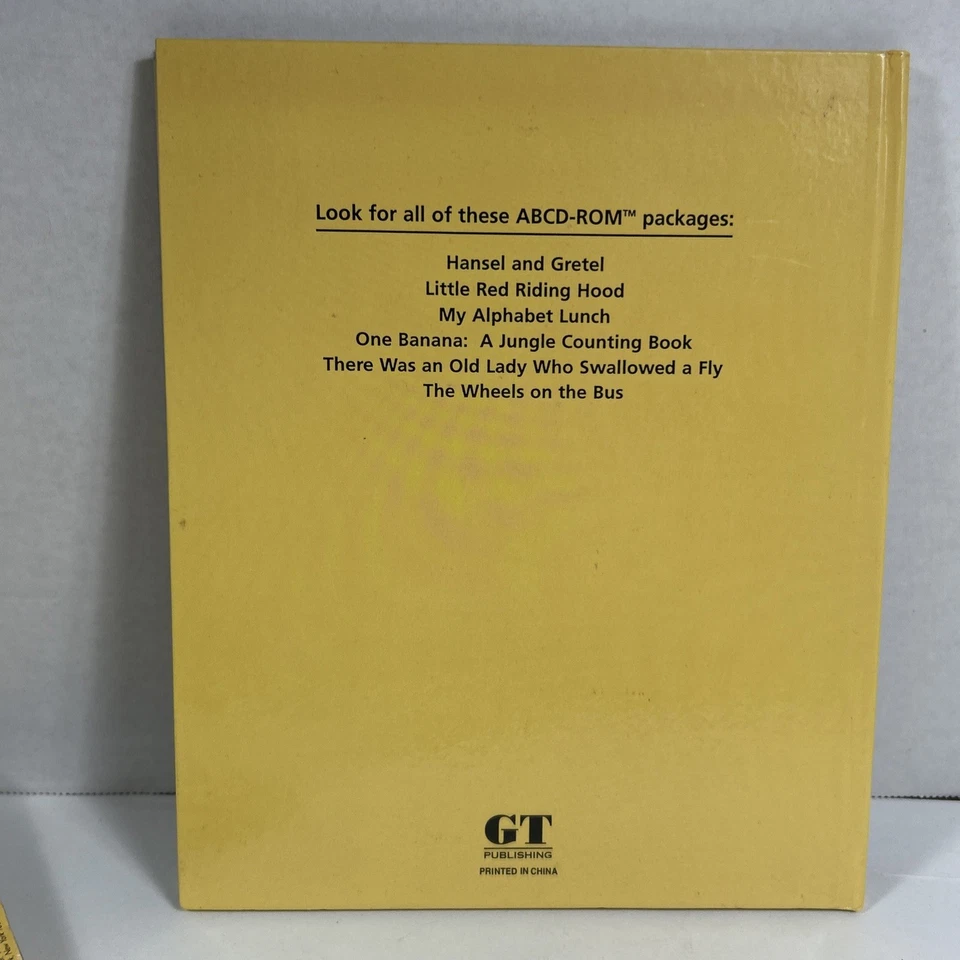 Look for all of these ABCD-ROM™ packages:
Hansel and Gretel
Little Red Riding Hood
My Alphabet Lunch
One Banana: A Jungle Counting Book
There Was an Old Lady Who Swallowed a Fly
The Wheels on the Bus
GT
PUBLISHING
PRINTED IN CHINA